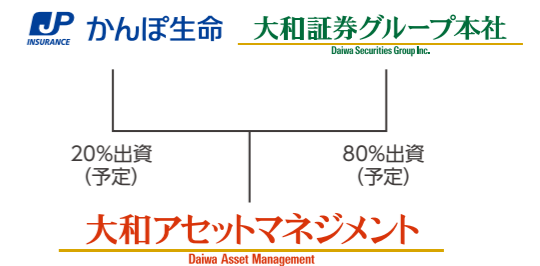 JP INSURANCE かんぽ生命
大和証券グループ本社
Daiwa Securities Group Inc.
20%出資
(予定)
80%出資
(予定)
大和アセットマネジメント
Daiwa Asset Management